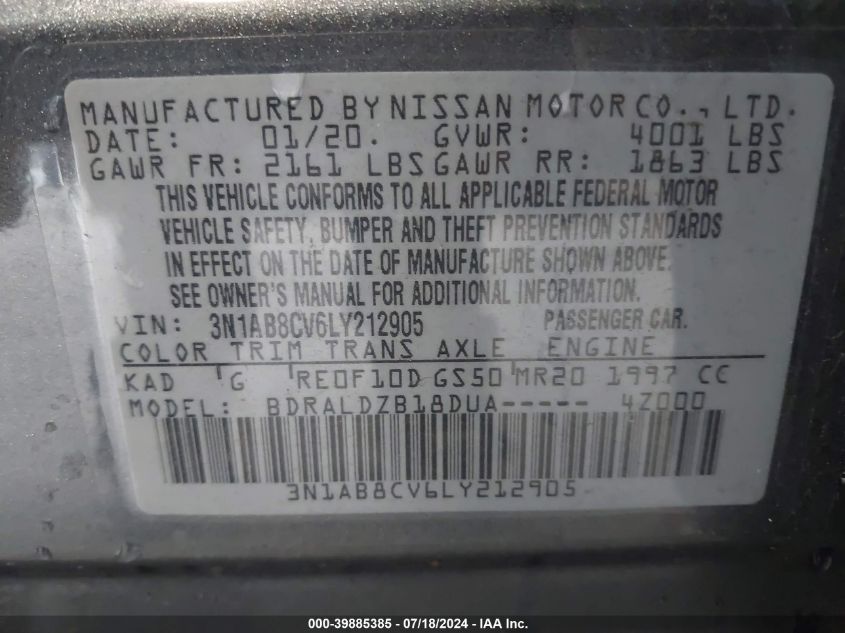 MANUFACTURED BY NISSAN MOTOR CO., LTD.
DATE: 01/20. GVWR: 4001 LBS
GAWR FR: 2161 LBS GAWR RR: 1863 LBS
THIS VEHICLE CONFORMS TO ALL APPLICABLE FEDERAL MOTOR
VEHICLE SAFETY, BUMPER AND THEFT PREVENTION STANDARDS
IN EFFECT ON THE DATE OF MANUFACTURE SHOWN ABOVE.
SEE OWNER'S MANUAL FOR ADDITIONAL INFORMATION.
VIN: 3N1AB8CV6LY212905 PASSENGER CAR.
COLOR TRIM TRANS AXLE ENGINE
KAD 'G 'RE0F10D GS50 'MR20 1997 CC
MODEL: BDRALDZB18DUA----- 4Z000
3N1AB8CV6LY212905
000-39885385 - 07/18/2024 - IAA Inc.